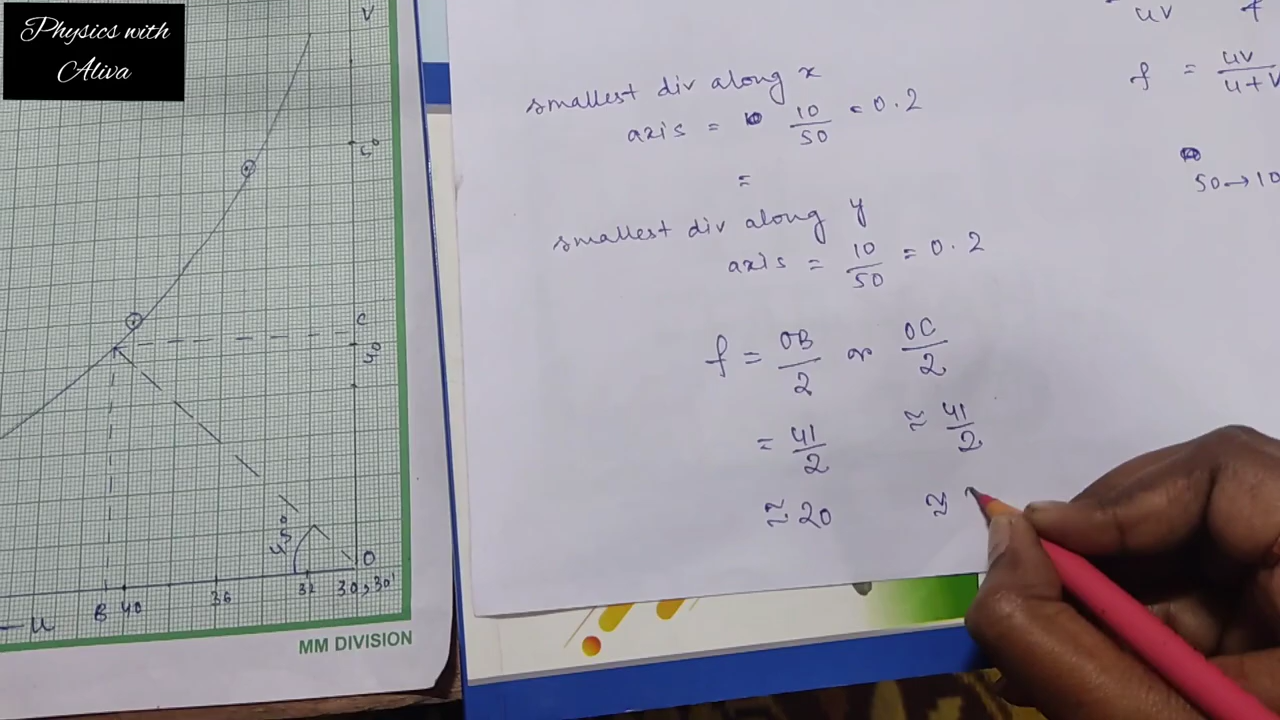 Physics with
Aliva
V
50
C
40
45°
O
- u B 40 36 32 30, 30'
MM DIVISION
smallest div along x
axis = 10/50 = 0.2
=
smallest div along y
axis = 10/50 = 0.2
f = OB/2 or OC/2
= 41/2 ≈ 41/2
≈ 20 ≈
uv f
f = uv/u+v
50→10